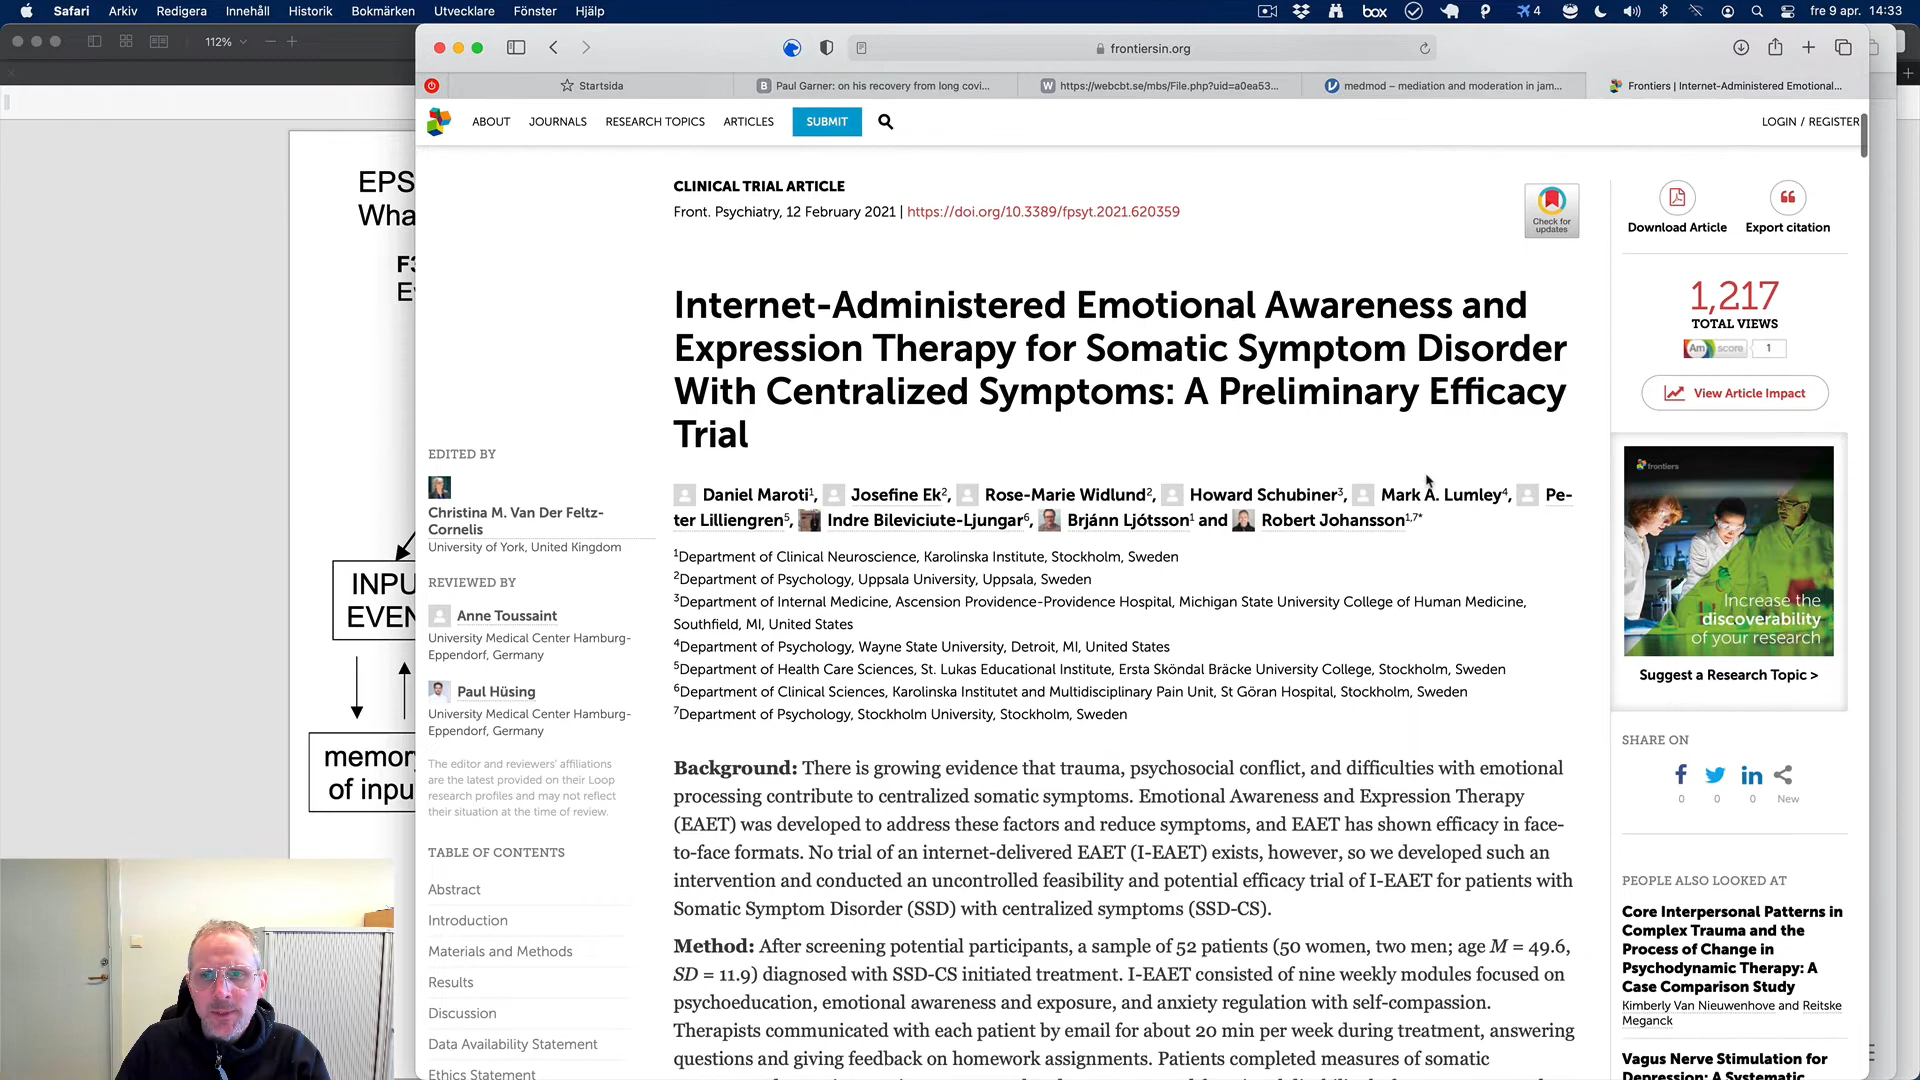 Safari Arkiv Redigera Innehåll Historik Bokmärken Utvecklare Fönster Hjälp
box 4 fre 9 apr. 14:33
112%
frontiersin.org
Startsida
Paul Garner: on his recovery from long covi...
https://webcbt.se/mbs/File.php?uid=a0ea53...
medmod – mediation and moderation in jam...
Frontiers | Internet-Administered Emotional...
ABOUT JOURNALS RESEARCH TOPICS ARTICLES SUBMIT
LOGIN / REGISTER
EPS
Wha
INPU
EVEN
memor
of inpu
CLINICAL TRIAL ARTICLE
Front. Psychiatry, 12 February 2021 | https://doi.org/10.3389/fpsyt.2021.620359
Check for
updates
Internet-Administered Emotional Awareness and
Expression Therapy for Somatic Symptom Disorder
With Centralized Symptoms: A Preliminary Efficacy
Trial
Daniel Maroti1, Josefine Ek2, Rose-Marie Widlund2, Howard Schubiner3, Mark A. Lumley4, Pe-
ter Lilliengren5, Indre Bileviciute-Ljungar6, Brjánn Ljótsson1 and Robert Johansson1,7*
1Department of Clinical Neuroscience, Karolinska Institute, Stockholm, Sweden
2Department of Psychology, Uppsala University, Uppsala, Sweden
3Department of Internal Medicine, Ascension Providence-Providence Hospital, Michigan State University College of Human Medicine,
Southfield, MI, United States
4Department of Psychology, Wayne State University, Detroit, MI, United States
5Department of Health Care Sciences, St. Lukas Educational Institute, Ersta Sköndal Bräcke University College, Stockholm, Sweden
6Department of Clinical Sciences, Karolinska Institutet and Multidisciplinary Pain Unit, St Göran Hospital, Stockholm, Sweden
7Department of Psychology, Stockholm University, Stockholm, Sweden
Background: There is growing evidence that trauma, psychosocial conflict, and difficulties with emotional
processing contribute to centralized somatic symptoms. Emotional Awareness and Expression Therapy
(EAET) was developed to address these factors and reduce symptoms, and EAET has shown efficacy in face-
to-face formats. No trial of an internet-delivered EAET (I-EAET) exists, however, so we developed such an
intervention and conducted an uncontrolled feasibility and potential efficacy trial of I-EAET for patients with
Somatic Symptom Disorder (SSD) with centralized symptoms (SSD-CS).
Method: After screening potential participants, a sample of 52 patients (50 women, two men; age M = 49.6,
SD = 11.9) diagnosed with SSD-CS initiated treatment. I-EAET consisted of nine weekly modules focused on
psychoeducation, emotional awareness and exposure, and anxiety regulation with self-compassion.
Therapists communicated with each patient by email for about 20 min per week during treatment, answering
questions and giving feedback on homework assignments. Patients completed measures of somatic
EDITED BY
Christina M. Van Der Feltz-
Cornelis
University of York, United Kingdom
REVIEWED BY
Anne Toussaint
University Medical Center Hamburg-
Eppendorf, Germany
Paul Hüsing
University Medical Center Hamburg-
Eppendorf, Germany
The editor and reviewers' affiliations
are the latest provided on their Loop
research profiles and may not reflect
their situation at the time of review.
TABLE OF CONTENTS
Abstract
Introduction
Materials and Methods
Results
Discussion
Data Availability Statement
Ethics Statement
Download Article Export citation
1,217
TOTAL VIEWS
Am score 1
View Article Impact
frontiers
Increase the
discoverability
of your research
Suggest a Research Topic >
SHARE ON
0 0 0 New
PEOPLE ALSO LOOKED AT
Core Interpersonal Patterns in
Complex Trauma and the
Process of Change in
Psychodynamic Therapy: A
Case Comparison Study
Kimberly Van Nieuwenhove and Reitske
Meganck
Vagus Nerve Stimulation for
Depression: A Systematic